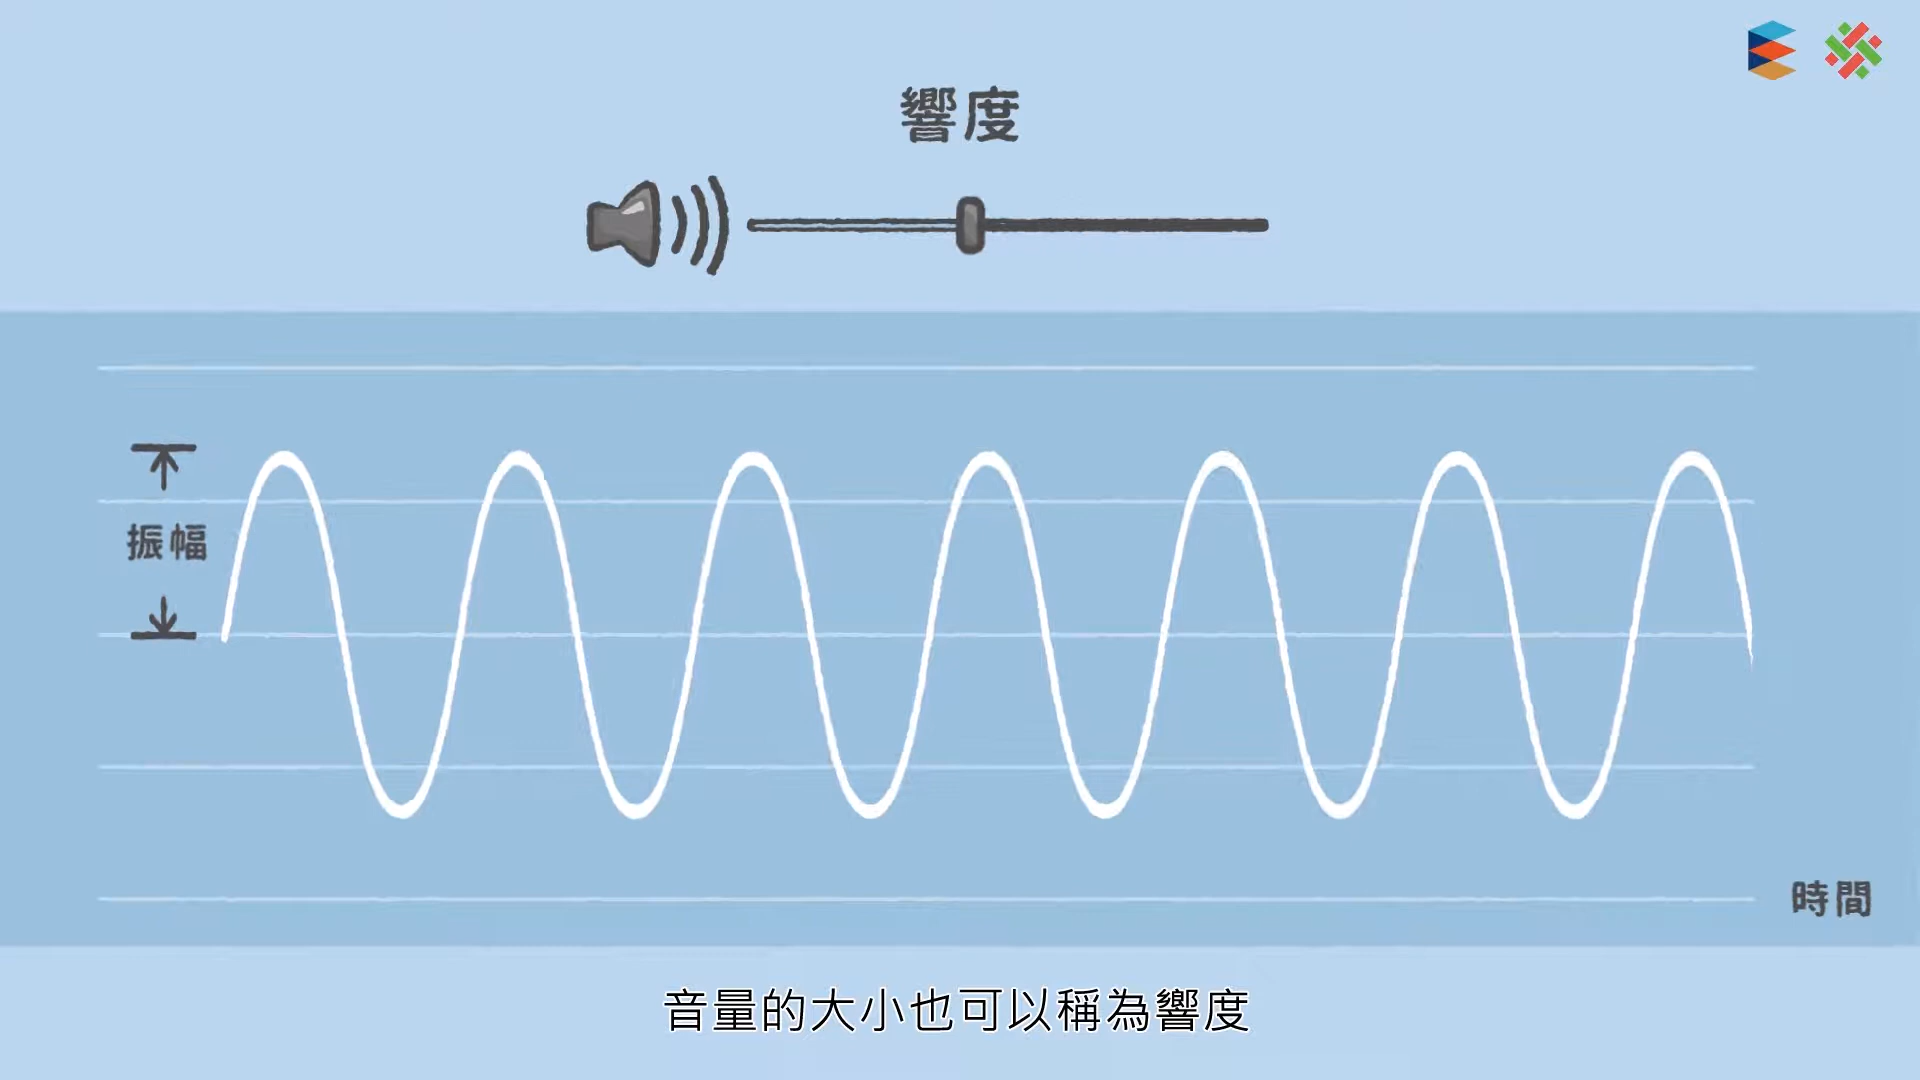 響度
振幅
時間
音量的大小也可以稱為響度